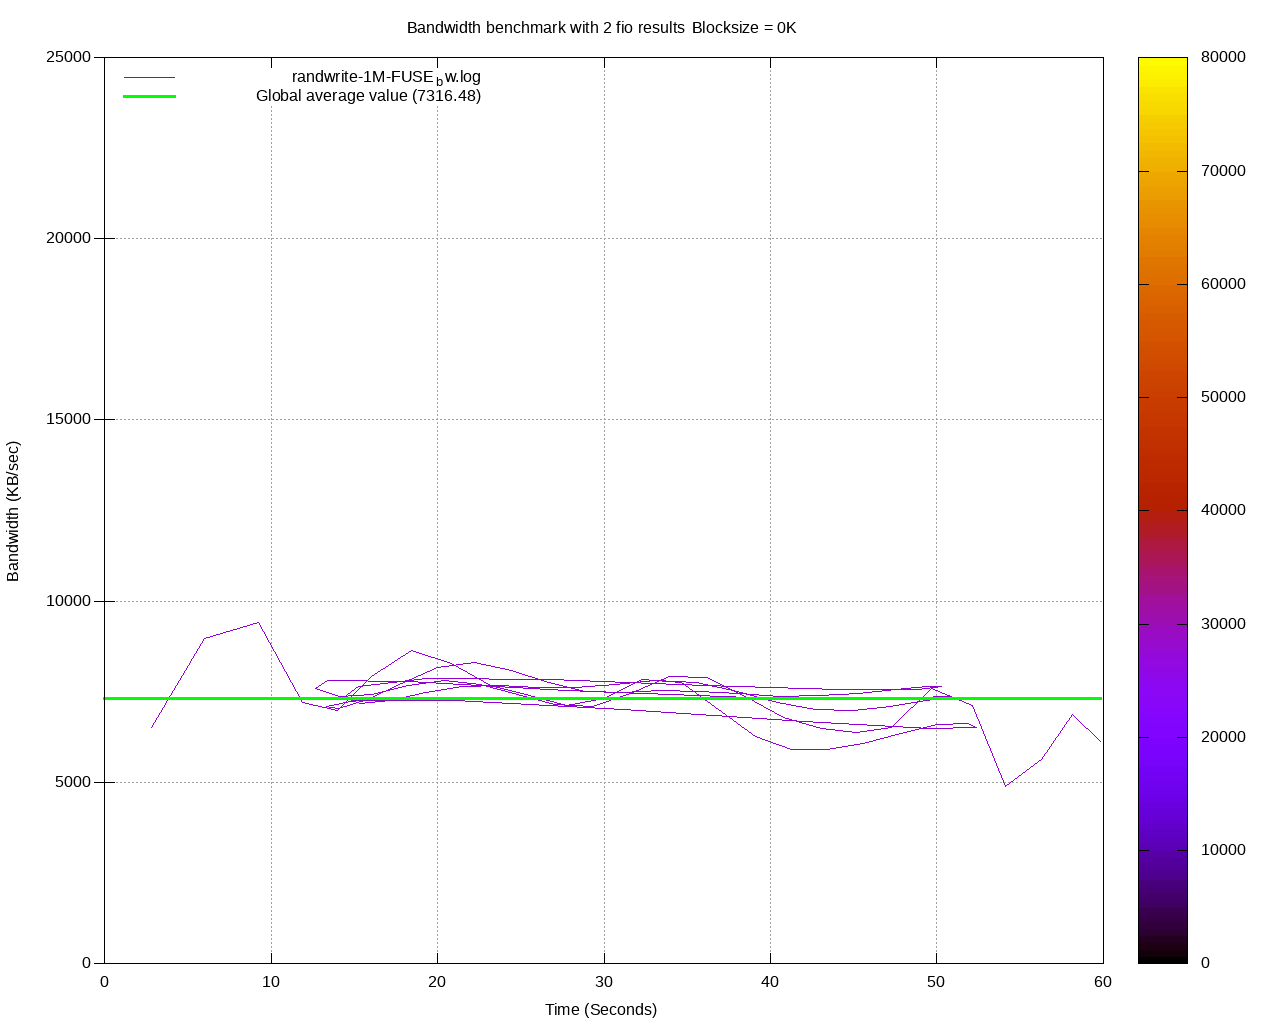 Bandwidth benchmark with 2 fio results Blocksize = 0K
randwrite-1M-FUSEbw.log
Global average value (7316.48)
25000
20000
15000
10000
5000
0
Bandwidth (KB/sec)
0 10 20 30 40 50 60
Time (Seconds)
80000
70000
60000
50000
40000
30000
20000
10000
0